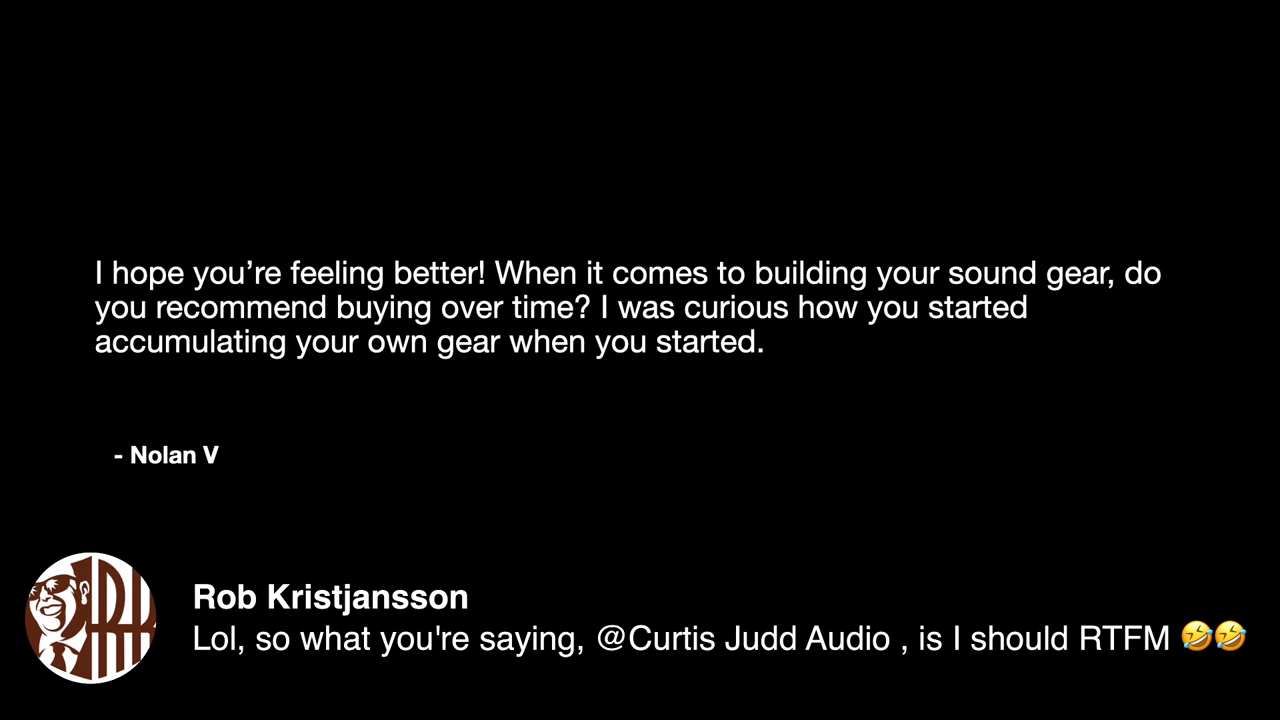 I hope you’re feeling better! When it comes to building your sound gear, do
you recommend buying over time? I was curious how you started
accumulating your own gear when you started.
- Nolan V
Rob Kristjansson
Lol, so what you're saying, @Curtis Judd Audio , is I should RTFM 🤣🤣